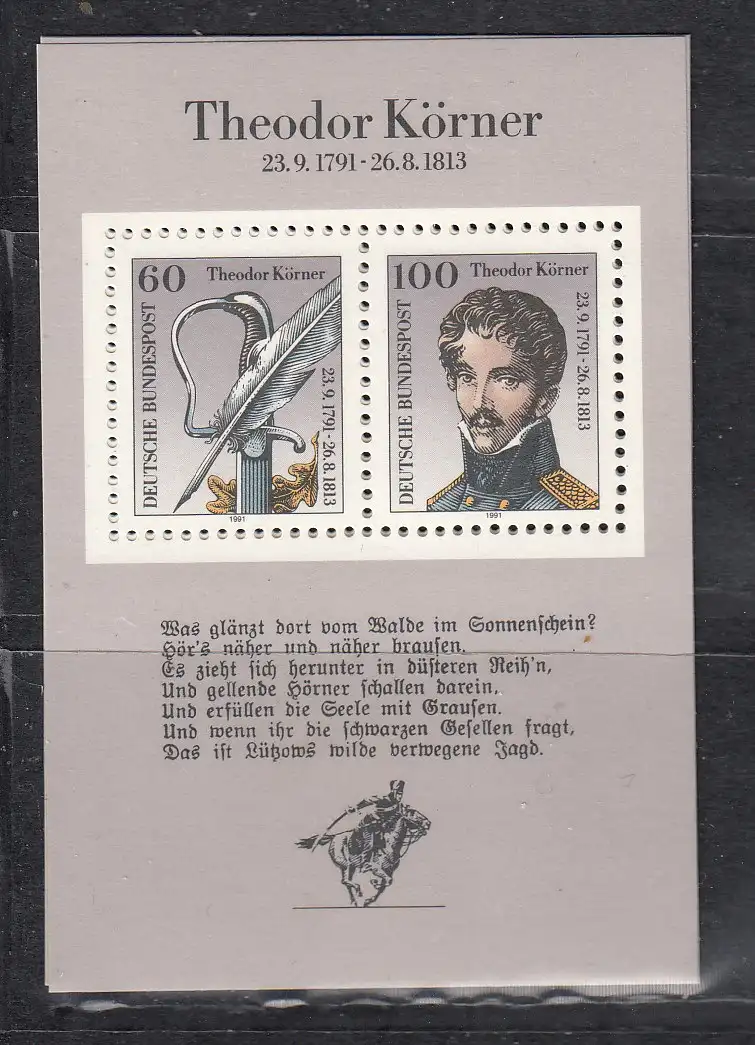 Theodor Körner
23.9.1791-26.8.1813
60 Theodor Körner
DEUTSCHE BUNDESPOST
23.9.1791-26.8.1813
1991
100 Theodor Körner
DEUTSCHE BUNDESPOST
23.9.1791-26.8.1813
1991
Was glänzt dort vom Walde im Sonnenſchein?
Hör's näher und näher brauſen.
Es zieht ſich herunter in düſteren Reih'n,
Und gellende Hörner ſchallen darein,
Und erfüllen die Seele mit Grauſen.
Und wenn ihr die ſchwarzen Geſellen fragt,
Das iſt Lützows wilde verwegene Jagd.